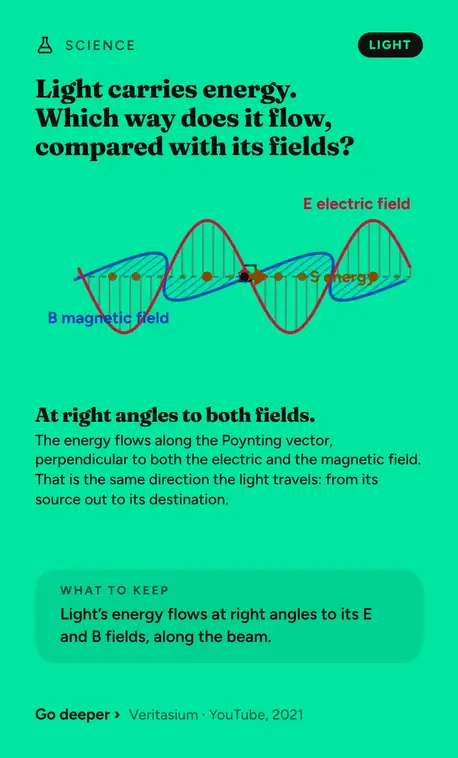 SCIENCE
LIGHT
Light carries energy.
Which way does it flow,
compared with its fields?
E electric field
S energy
B magnetic field
At right angles to both fields.
The energy flows along the Poynting vector,
perpendicular to both the electric and the magnetic field.
That is the same direction the light travels: from its
source out to its destination.
WHAT TO KEEP
Light’s energy flows at right angles to its E
and B fields, along the beam.
Go deeper › Veritasium · YouTube, 2021